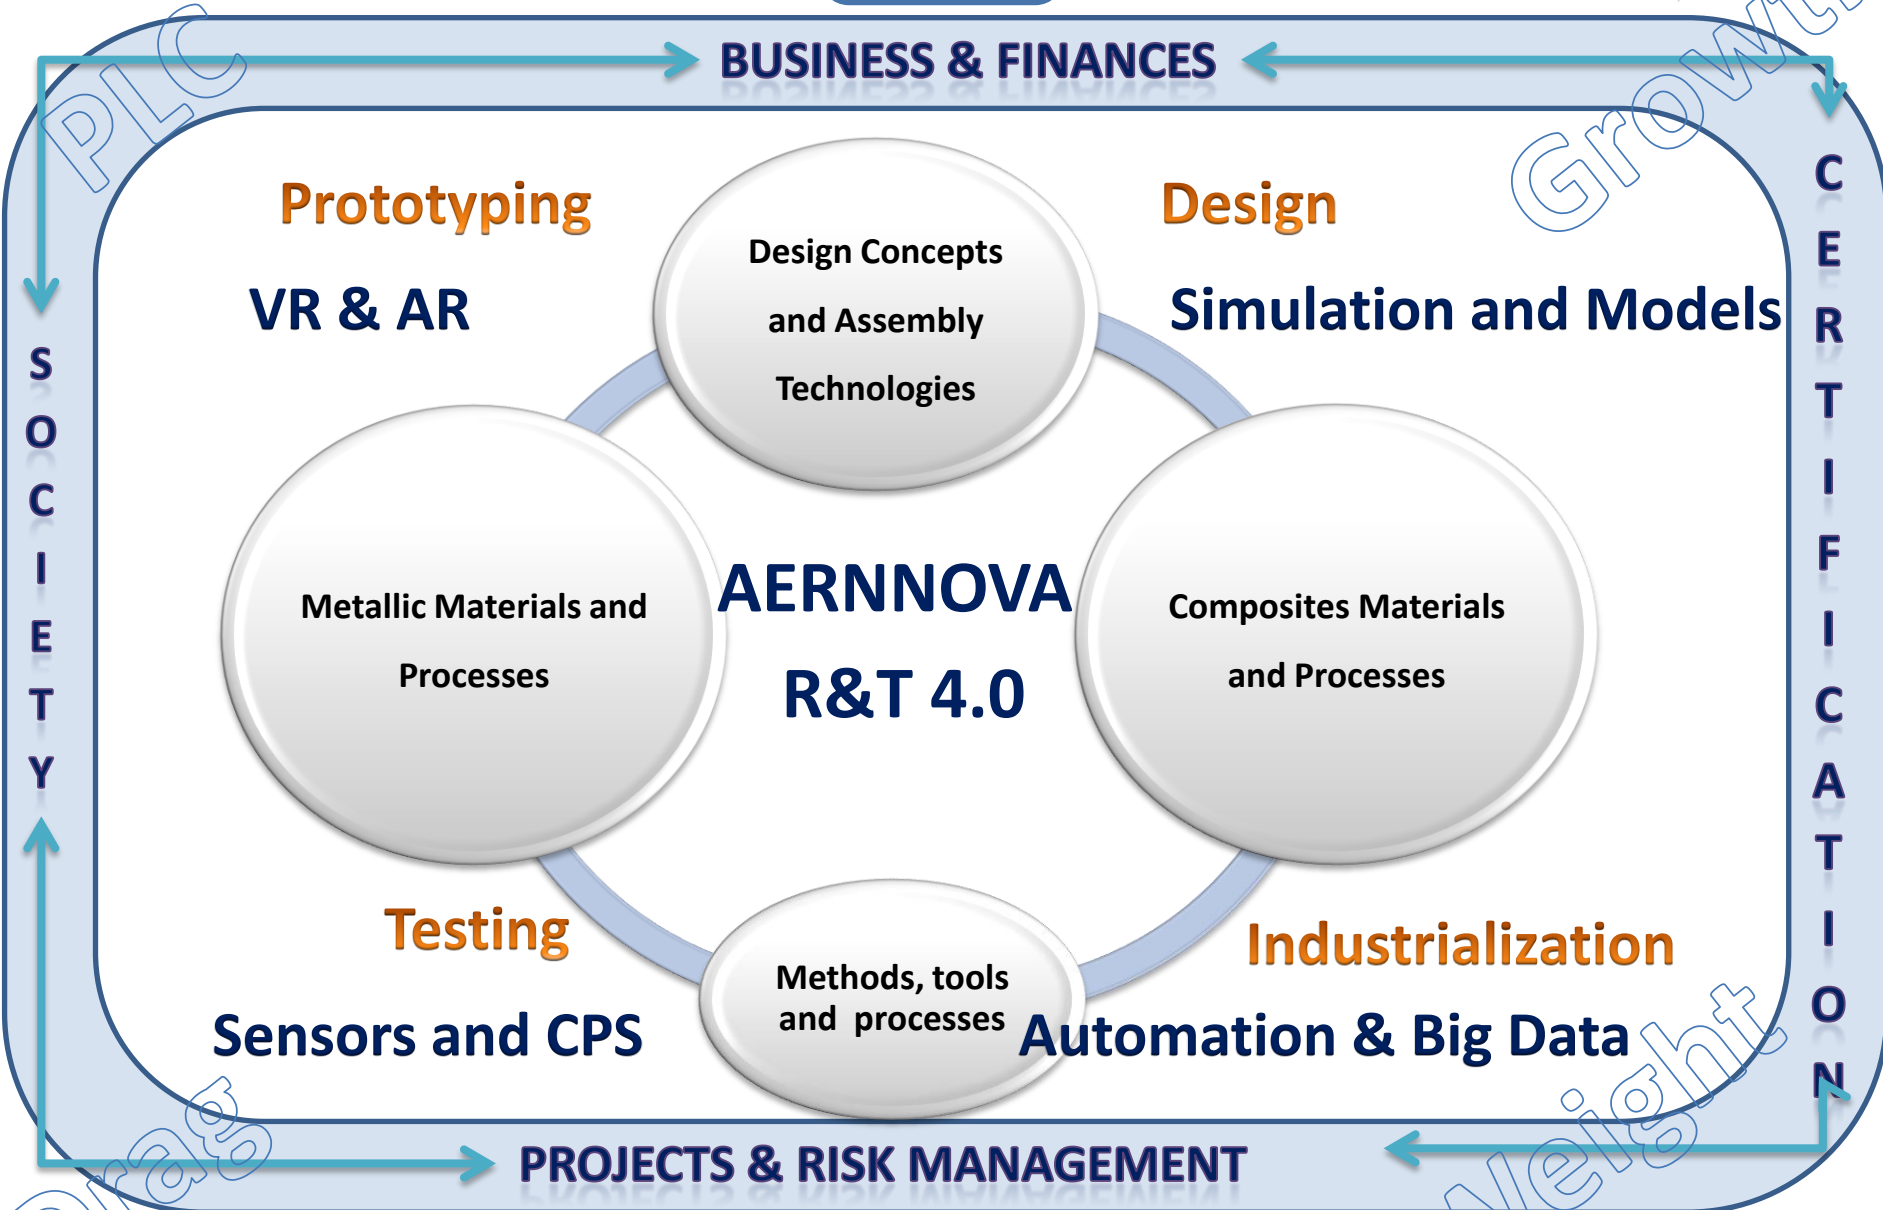 BUSINESS & FINANCES
PLC
Growth
Prototyping
Design
VR & AR
Simulation and Models
Design Concepts
and Assembly
Technologies
SOCIETY
CERTIFICATION
Metallic Materials and
Processes
AERNNOVA
R&T 4.0
Composites Materials
and Processes
Testing
Industrialization
Methods, tools
and processes
Sensors and CPS
Automation & Big Data
Drag
Weight
PROJECTS & RISK MANAGEMENT